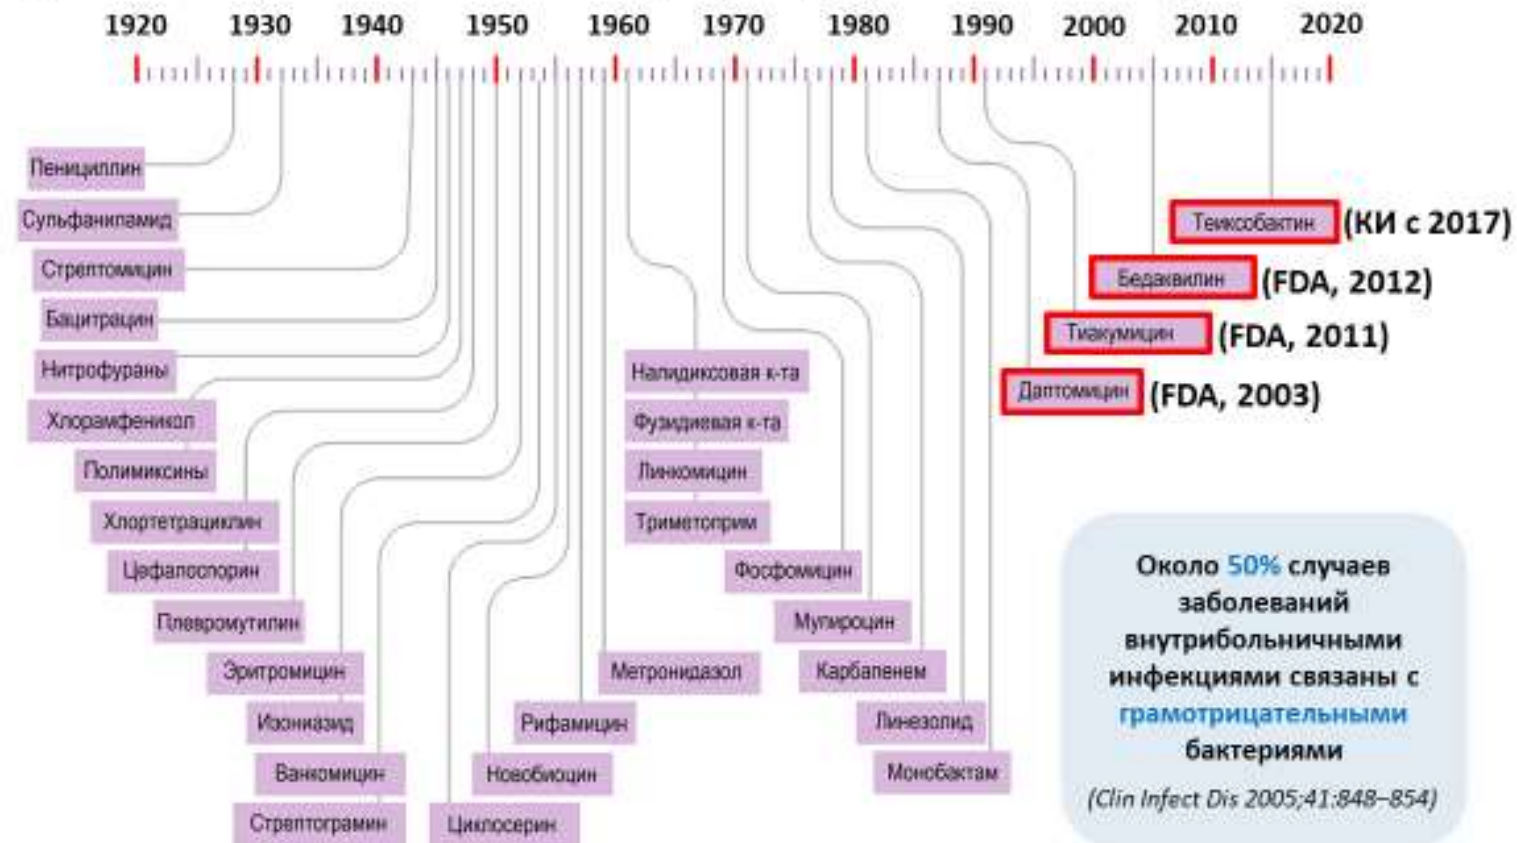 1920 1930 1940 1950 1960 1970 1980 1990 2000 2010 2020
Пенициллин
Сульфаниламид
Стрептомицин
Бацитрацин
Нитрофураны
Хлорамфеникол
Полимиксины
Хлортетрациклин
Цефалоспорин
Плевромутилин
Эритромицин
Изониазид
Ванкомицин
Стрептограмин
Циклосерин
Новобиоцин
Рифамицин
Метронидазол
Налидиксовая к-та
Фузидиевая к-та
Линкомицин
Триметоприм
Фосфомицин
Мупироцин
Карбапенем
Линезолид
Монобактам
Теиксобактин (КИ с 2017)
Бедаквилин (FDA, 2012)
Тиакумицин (FDA, 2011)
Даптомицин (FDA, 2003)
Около 50% случаев
заболеваний
внутрибольничными
инфекциями связаны с
грамотрицательными
бактериями
(Clin Infect Dis 2005;41:848–854)